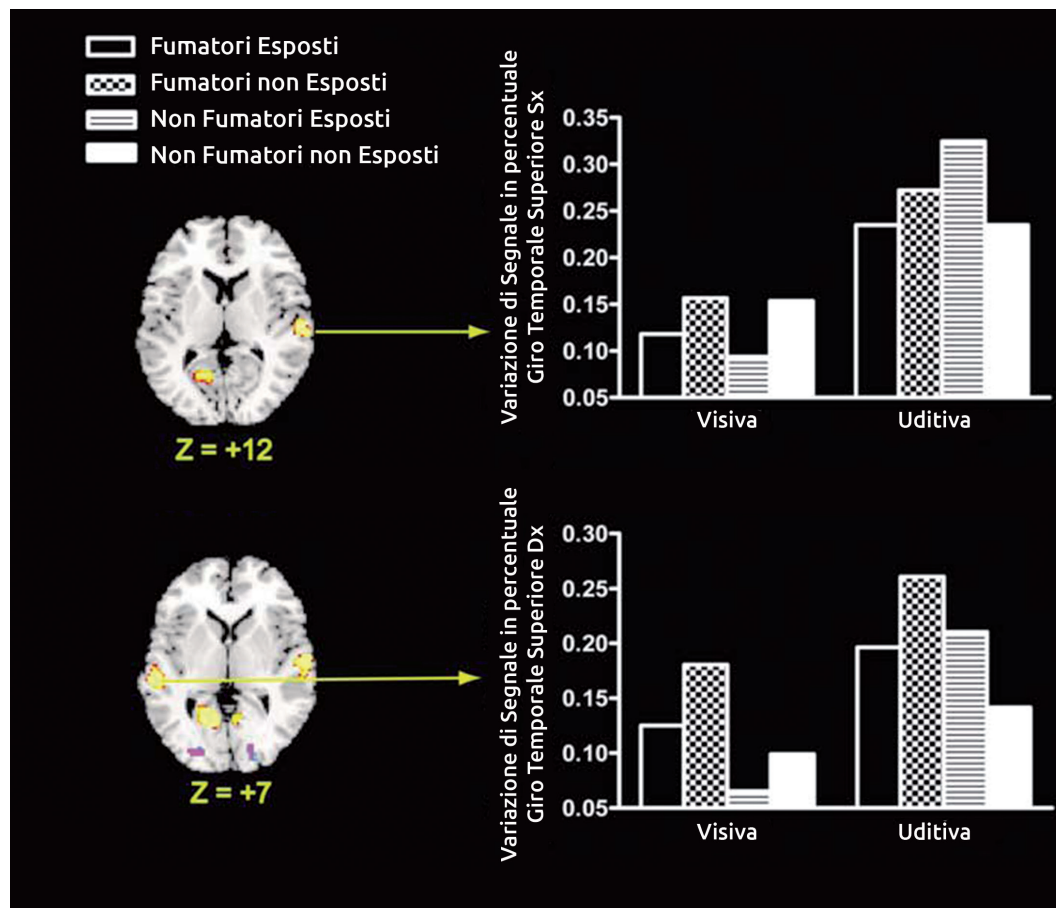 Fumatori Esposti
Fumatori non Esposti
Non Fumatori Esposti
Non Fumatori non Esposti
Z = +12
Variazione di Segnale in percentuale
Giro Temporale Superiore Sx
0.35
0.30
0.25
0.20
0.15
0.10
0.05
Visiva
Uditiva
Z = +7
Variazione di Segnale in percentuale
Giro Temporale Superiore Dx
0.30
0.25
0.20
0.15
0.10
0.05
Visiva
Uditiva